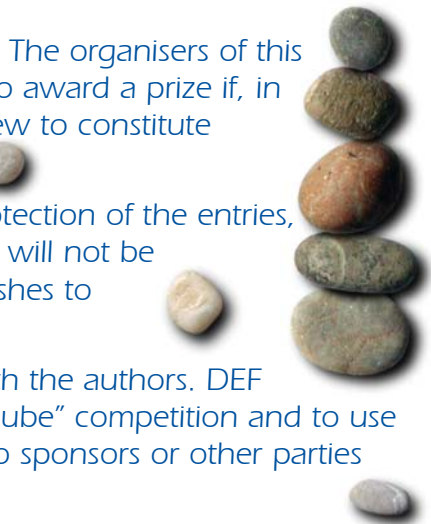 The organisers of this
o award a prize if, in
ew to constitute
otection of the entries,
will not be
shes to
h the authors. DEF
ube” competition and to use
o sponsors or other parties